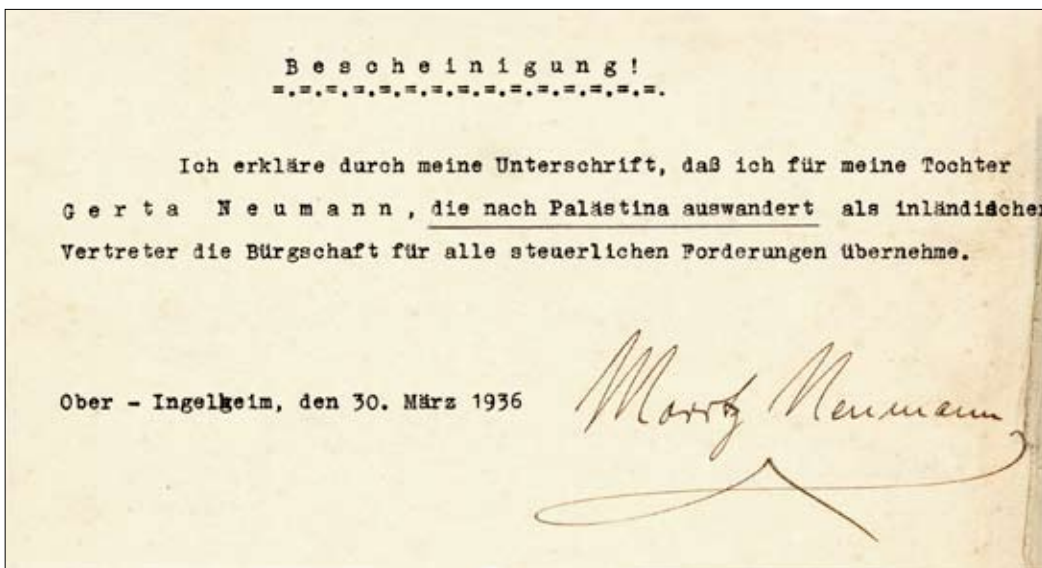 B e s c h e i n i g u n g !
=.=.=.=.=.=.=.=.=.=.=.=.=.=.=.
Ich erkläre durch meine Unterschrift, daß ich für meine Tochter
G e r t a   N e u m a n n , die nach Palästina auswandert als inländischer
Vertreter die Bürgschaft für alle steuerlichen Forderungen übernehme.
Ober - Ingelheim, den 30. März 1936
Moritz Neumann